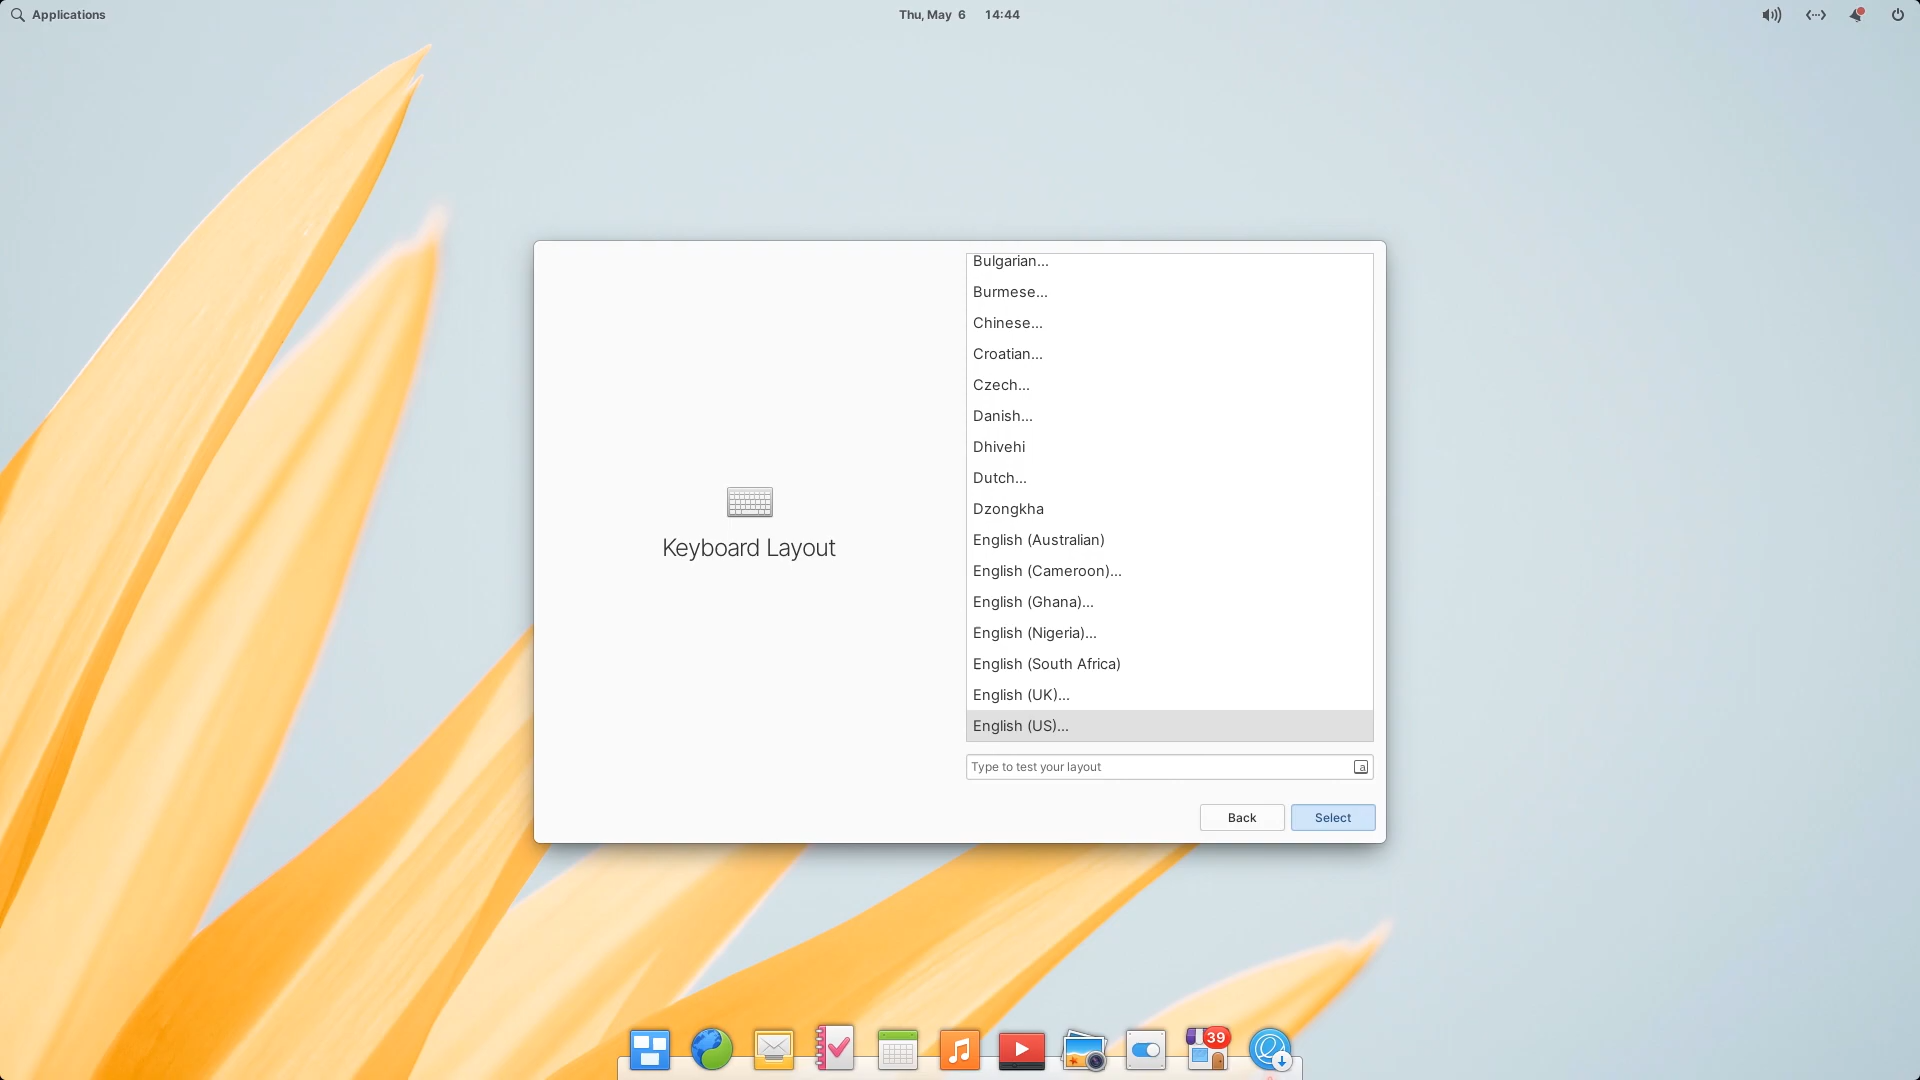 Applications
Thu, May 6 14:44
Bulgarian...
Burmese...
Chinese...
Croatian...
Czech...
Danish...
Dhivehi
Dutch...
Dzongkha
English (Australian)
English (Cameroon)...
English (Ghana)...
English (Nigeria)...
English (South Africa)
English (UK)...
English (US)...
Keyboard Layout
Type to test your layout
a
Back
Select
39